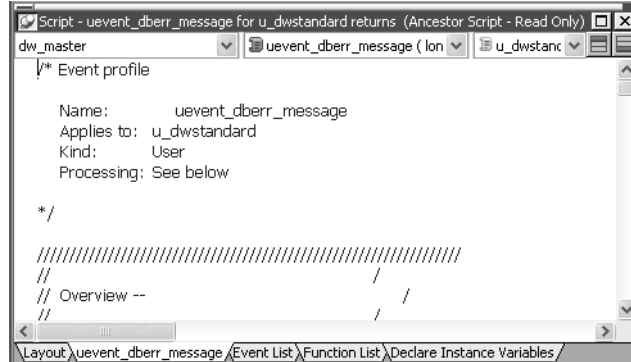 Script - uevent_dberr_message for u_dwstandard returns (Ancestor Script - Read Only)
dw_master uevent_dberr_message ( lon u_dwstanc
/* Event profile
Name: uevent_dberr_message
Applies to: u_dwstandard
Kind: User
Processing: See below
*/
/////////////////////////////////////////////////////////////////
// /
// Overview -- /
// /
Layout uevent_dberr_message Event List Function List Declare Instance Variables